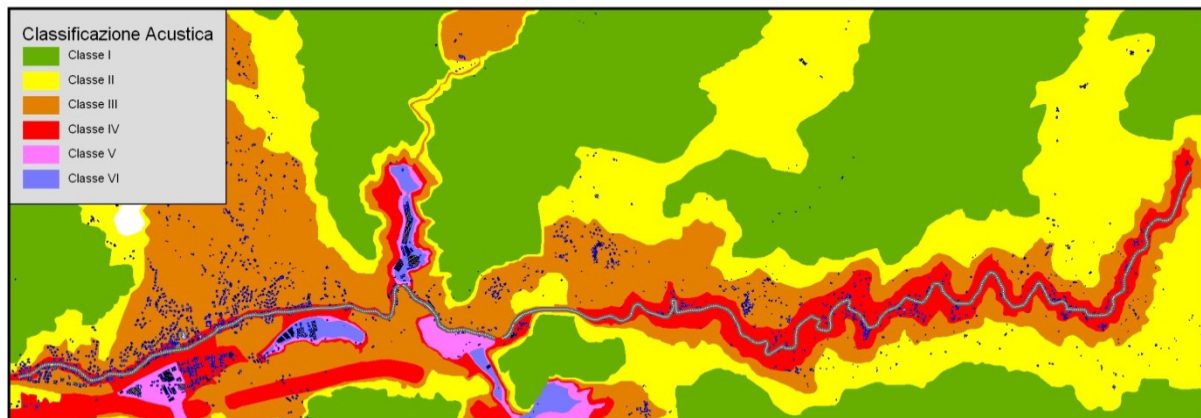 Classificazione Acustica
Classe I
Classe II
Classe III
Classe IV
Classe V
Classe VI